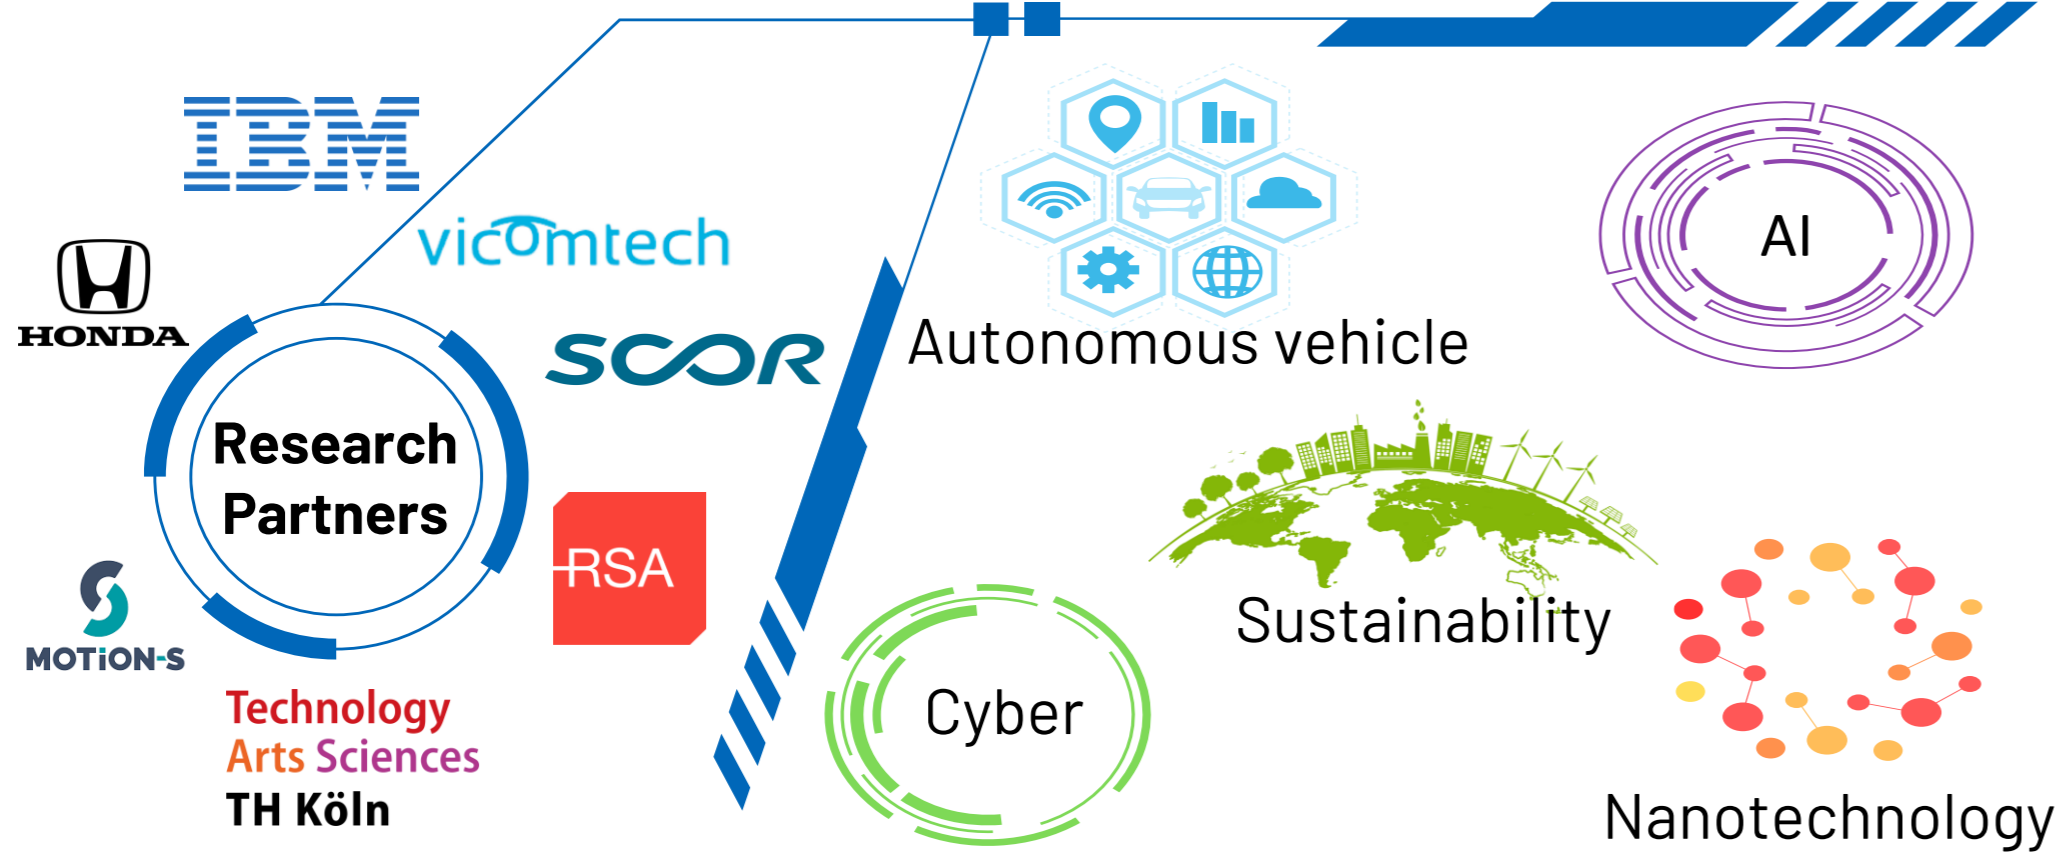 IBM
vicomtech
HONDA
SCOR
Research
Partners
RSA
MOTiON-S
Technology
Arts Sciences
TH Köln
Autonomous vehicle
AI
Sustainability
Cyber
Nanotechnology